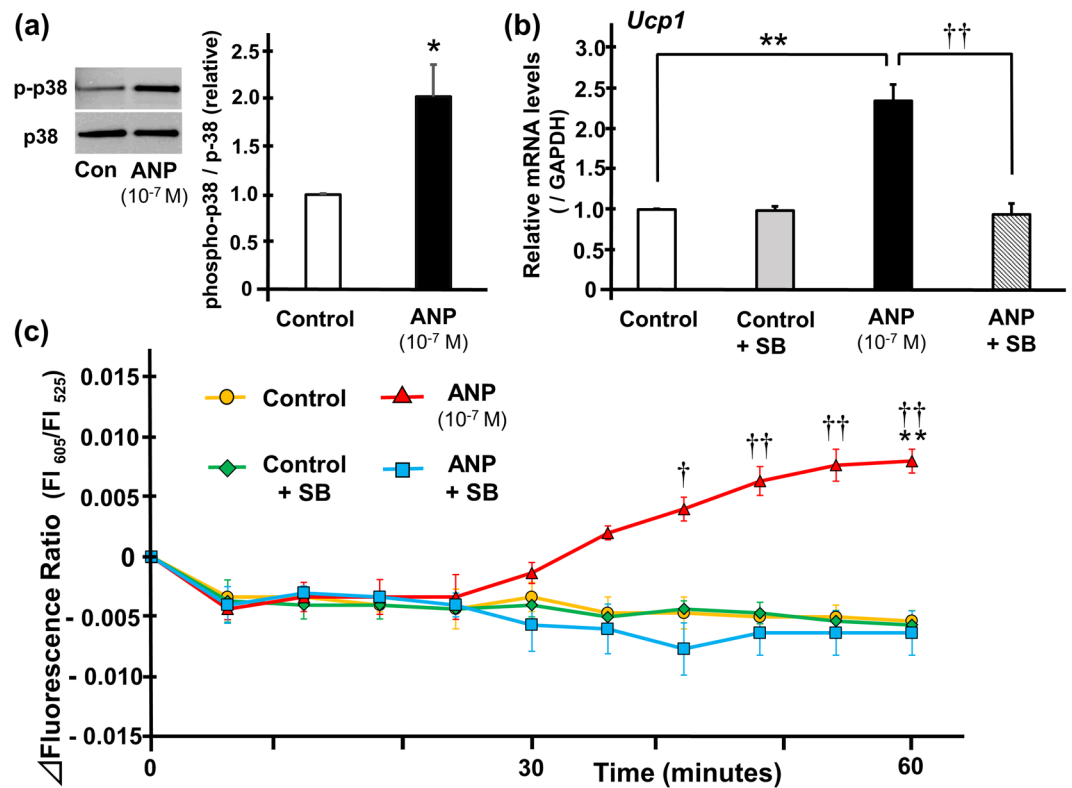 (a)
p-p38
p38
Con ANP
(10-7 M)
phospho-p38 / p-38 (relative)
2.5
2.0
1.5
1.0
0.5
0
*
Control ANP
(10-7 M)
(b)
Ucp1
Relative mRNA levels
( / GAPDH)
3.0
2.5
2.0
1.5
1.0
0.5
0
**
††
Control
Control
+ SB
ANP
(10-7 M)
ANP
+ SB
(c)
⊿Fluorescence Ratio (FI 605/FI 525)
0.015
0.010
0.005
0
- 0.005
- 0.010
- 0.015
Control
ANP
(10-7 M)
Control
+ SB
ANP
+ SB
†
††
††
††
**
0 30 60
Time (minutes)